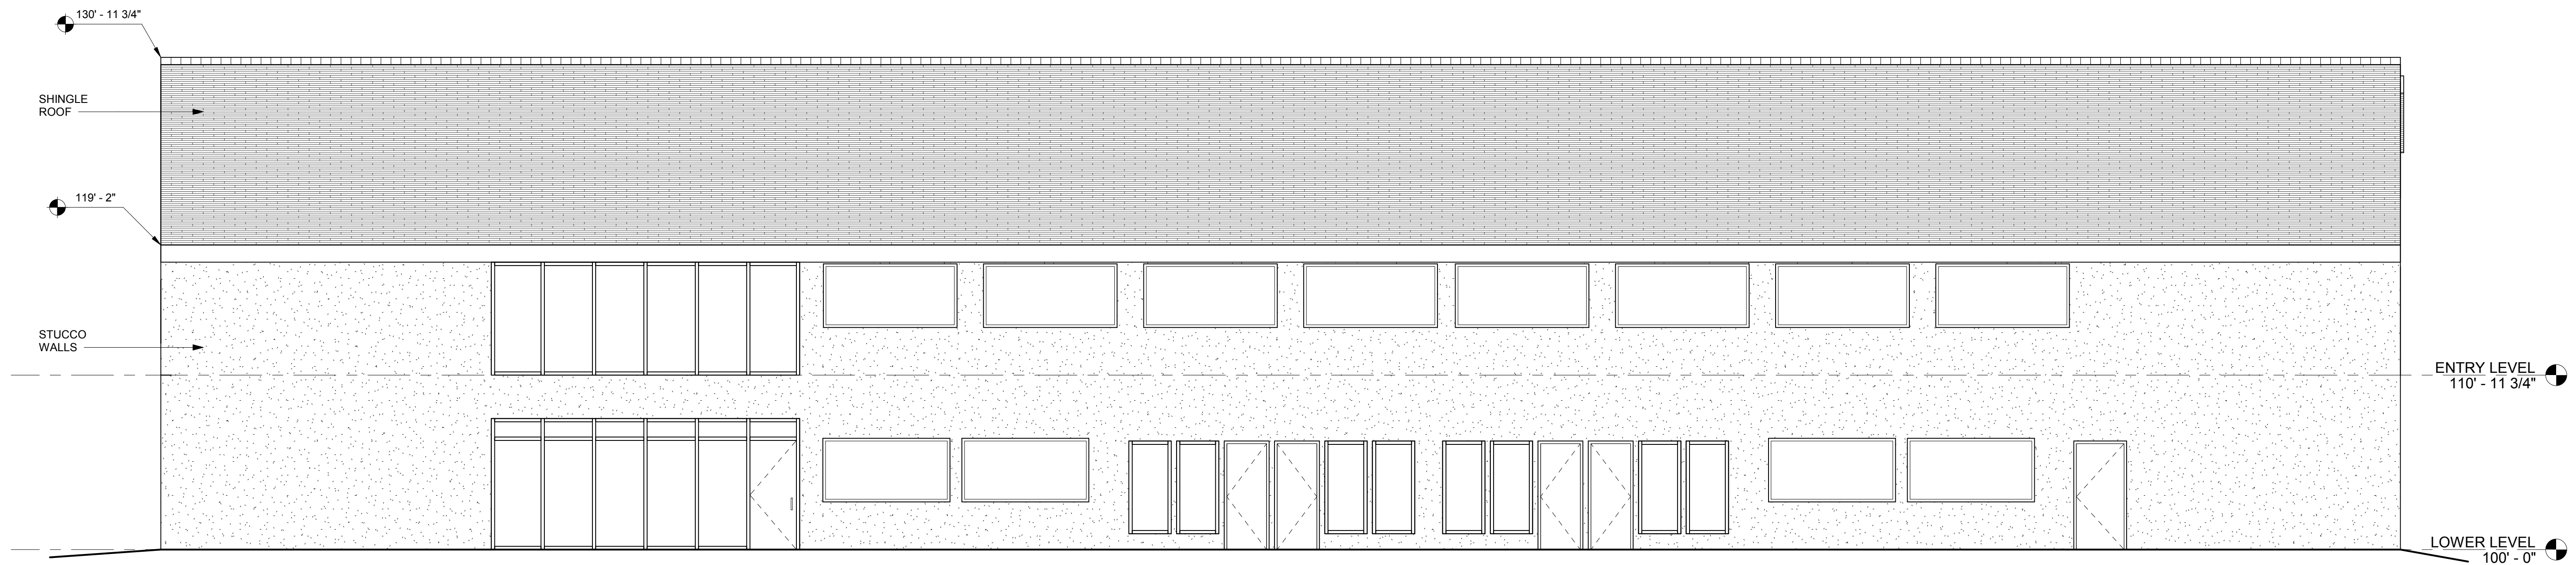 130' - 11 3/4"
SHINGLE
ROOF
119' - 2"
STUCCO
WALLS
ENTRY LEVEL
110' - 11 3/4"
LOWER LEVEL
100' - 0"